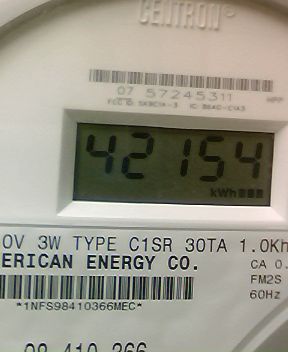 CENTRON®
07 57245311
42154
kWh
0V 3W TYPE C1SR 30TA 1.0Kh
ERICAN ENERGY CO.
CA 0.
FM2S
60Hz
*1NFS98410366MEC*
98 410 366